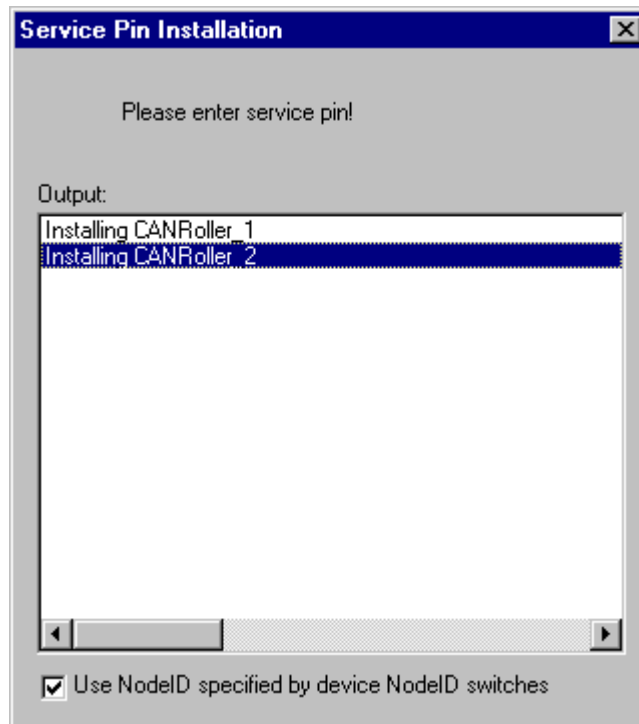 Service Pin Installation
Please enter service pin!
Output:
Installing CANRoller_1
Installing CANRoller_2
Use NodeID specified by device NodeID switches